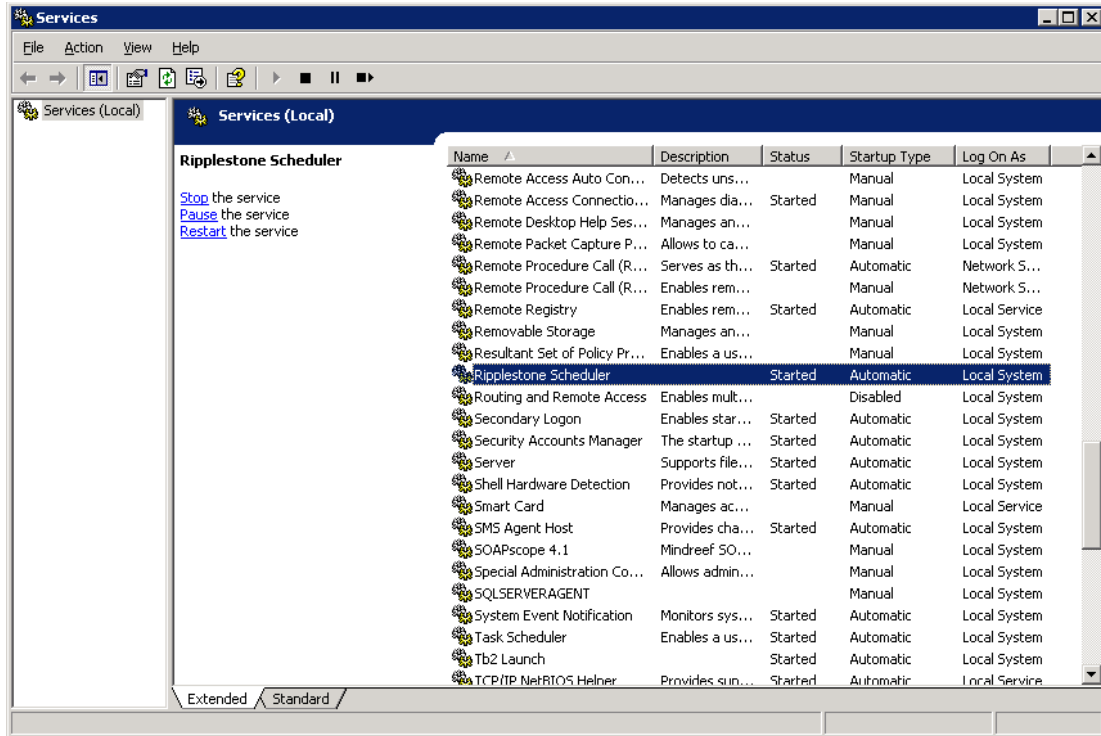 Services
File Action View Help
Services (Local)
Services (Local)
Ripplestone Scheduler
Stop the service
Pause the service
Restart the service
Name Description Status Startup Type Log On As
Remote Access Auto Con... Detects uns... Manual Local System
Remote Access Connectio... Manages dia... Started Manual Local System
Remote Desktop Help Ses... Manages an... Manual Local System
Remote Packet Capture P... Allows to ca... Manual Local System
Remote Procedure Call (R... Serves as th... Started Automatic Network S...
Remote Procedure Call (R... Enables rem... Manual Network S...
Remote Registry Enables rem... Started Automatic Local Service
Removable Storage Manages an... Manual Local System
Resultant Set of Policy Pr... Enables a us... Manual Local System
Ripplestone Scheduler Started Automatic Local System
Routing and Remote Access Enables mult... Disabled Local System
Secondary Logon Enables star... Started Automatic Local System
Security Accounts Manager The startup ... Started Automatic Local System
Server Supports file... Started Automatic Local System
Shell Hardware Detection Provides not... Started Automatic Local System
Smart Card Manages ac... Manual Local Service
SMS Agent Host Provides cha... Started Automatic Local System
SOAPscope 4.1 Mindreef SO... Manual Local System
Special Administration Co... Allows admin... Manual Local System
SQLSERVERAGENT Manual Local System
System Event Notification Monitors sys... Started Automatic Local System
Task Scheduler Enables a us... Started Automatic Local System
Tb2 Launch Started Automatic Local System
TCP/IP NetBIOS Helper Provides sup... Started Automatic Local Service
Extended Standard